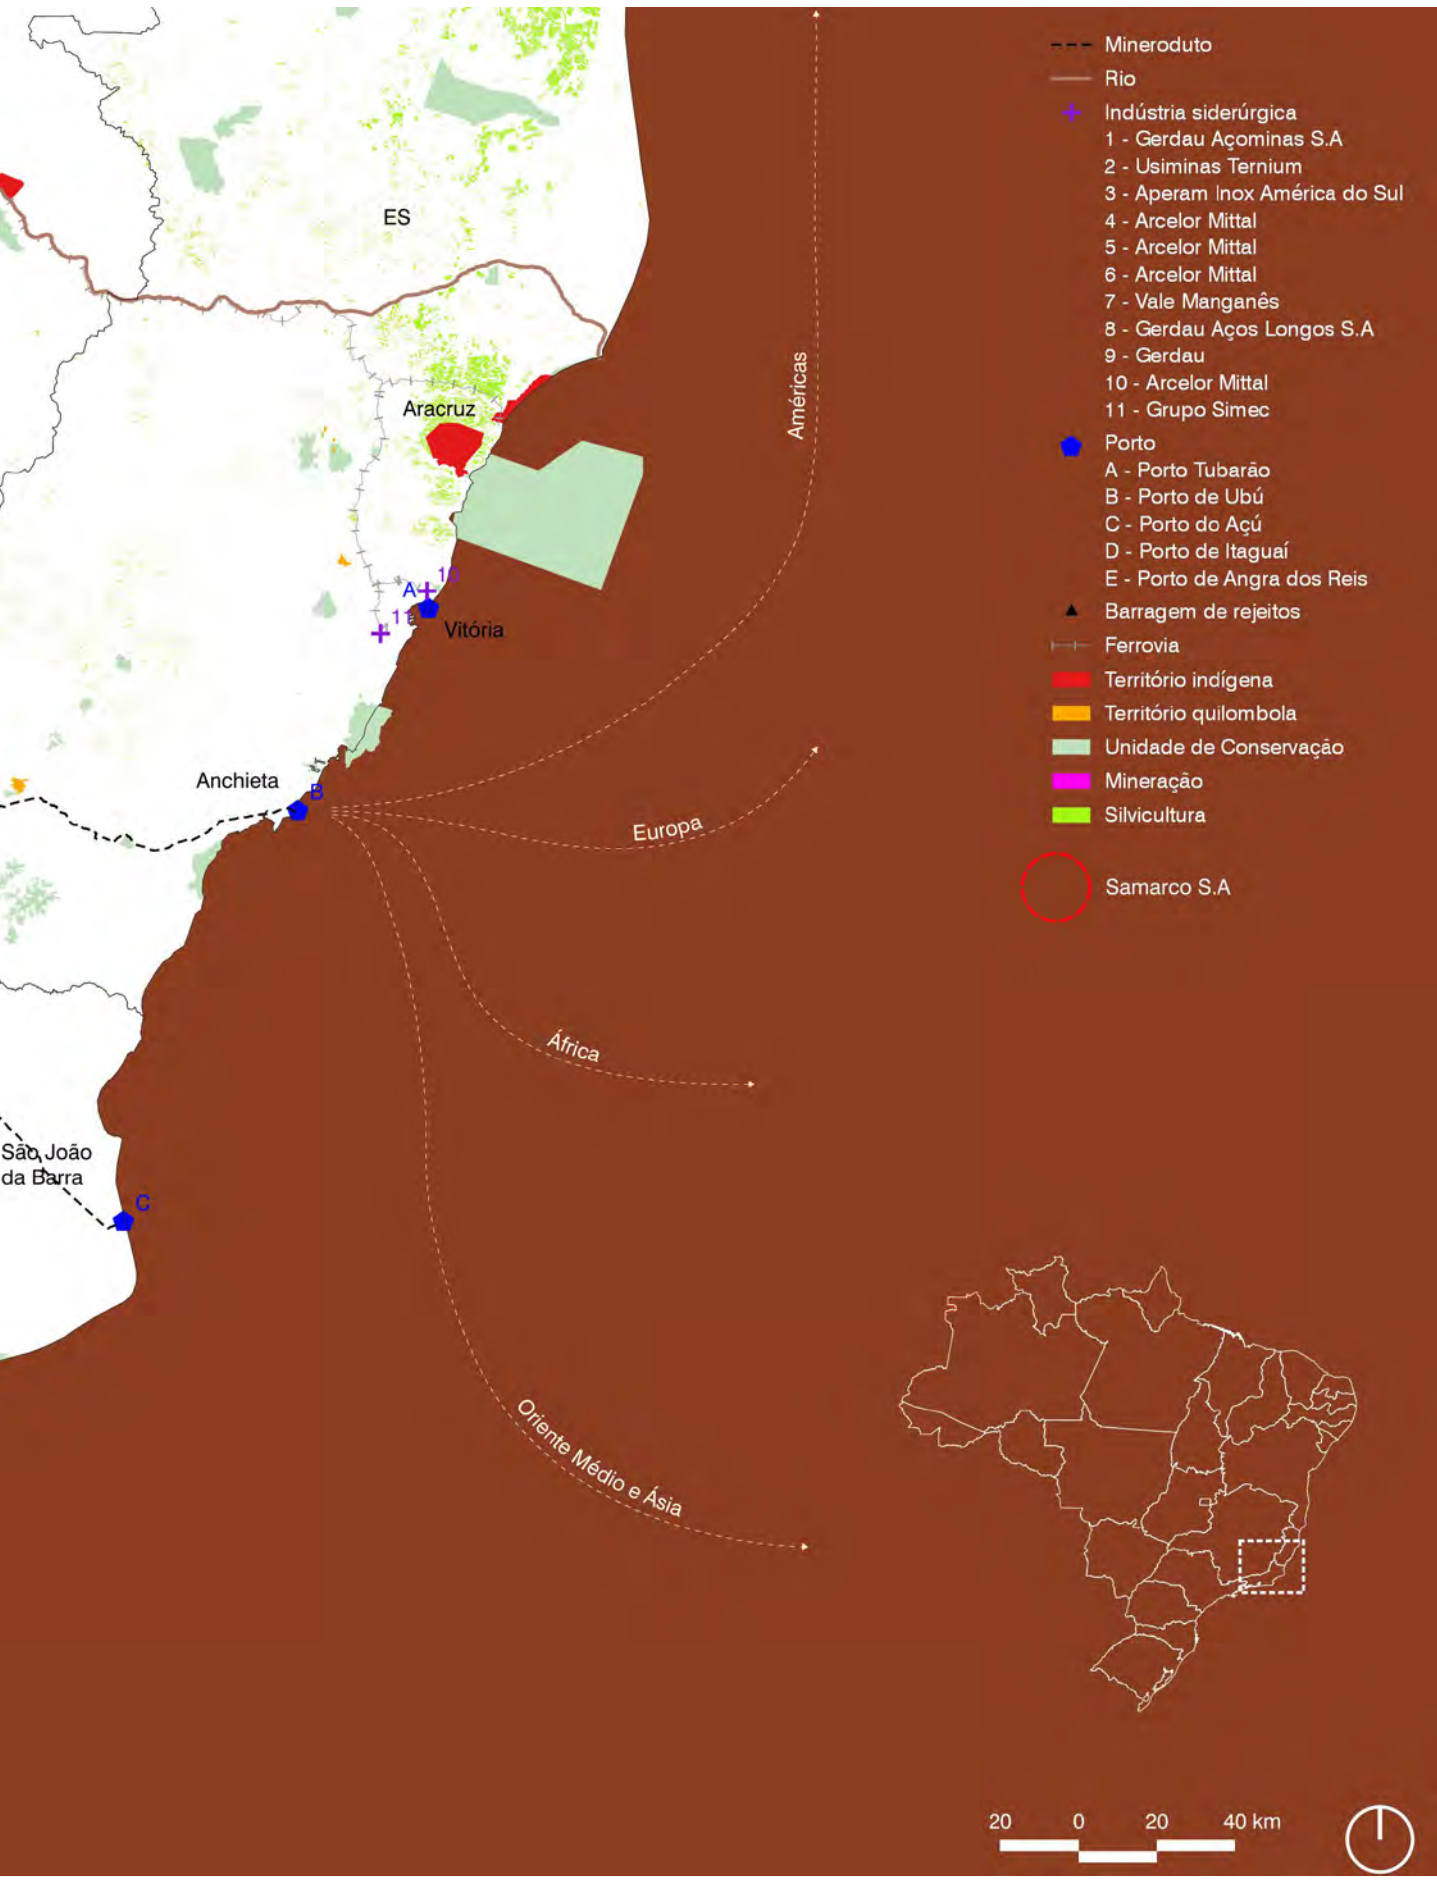 Mineroduto
Rio
Indústria siderúrgica
1 - Gerdau Açominas S.A
2 - Usiminas Ternium
3 - Aperam Inox América do Sul
4 - Arcelor Mittal
5 - Arcelor Mittal
6 - Arcelor Mittal
7 - Vale Manganês
8 - Gerdau Aços Longos S.A
9 - Gerdau
10 - Arcelor Mittal
11 - Grupo Simec
Porto
A - Porto Tubarão
B - Porto de Ubú
C - Porto do Açú
D - Porto de Itaguaí
E - Porto de Angra dos Reis
Barragem de rejeitos
Ferrovia
Território indígena
Território quilombola
Unidade de Conservação
Mineração
Silvicultura
Samarco S.A
ES
Américas
Aracruz
10
A
11
Vitória
Anchieta
B
Europa
África
São João
da Barra
C
Oriente Médio e Ásia
20 0 20 40 km